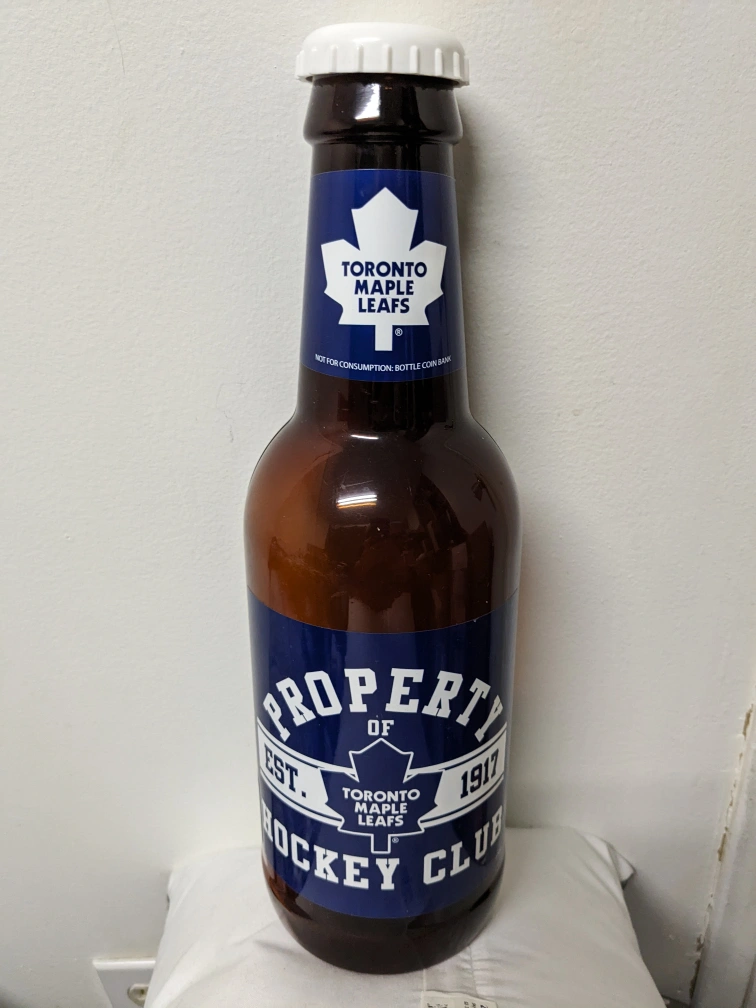 TORONTO
MAPLE
LEAFS
®
NOT FOR CONSUMPTION: BOTTLE COIN BANK
PROPERTY
OF
EST. 1917
TORONTO
MAPLE
LEAFS
®
HOCKEY CLUB